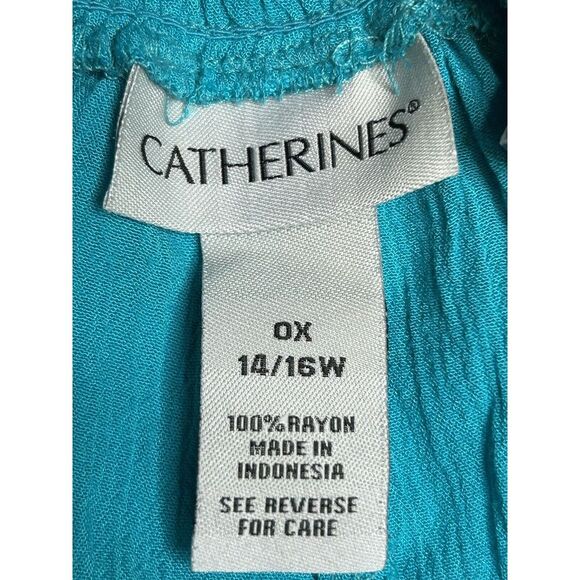 CATHERINES®
0X
14/16W
100% RAYON
MADE IN
INDONESIA
SEE REVERSE
FOR CARE